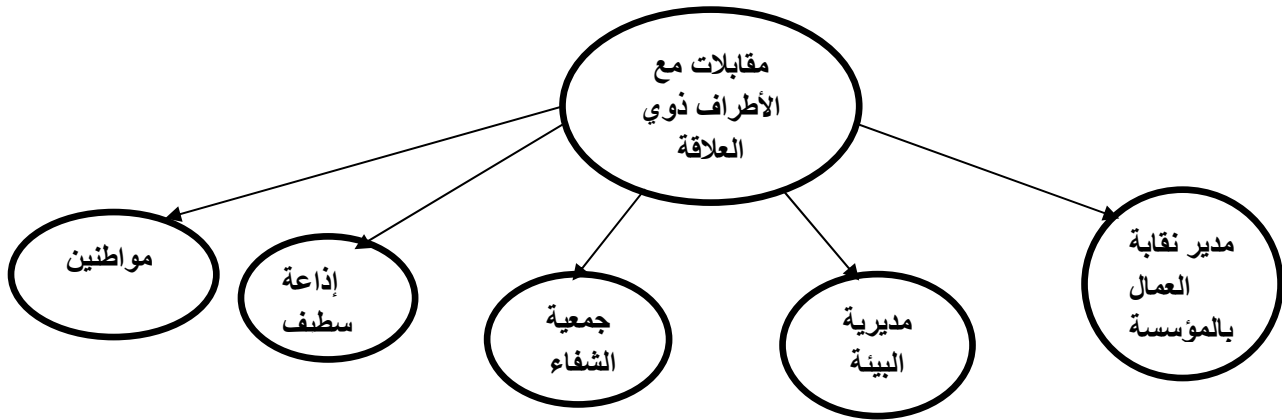 مقابلات مع
الأطراف ذوي
العلاقة
مدير نقابة
العمال
بالمؤسسة
مديرية
البيئة
جمعية
الشفاء
إذاعة
سطيف
مواطنين